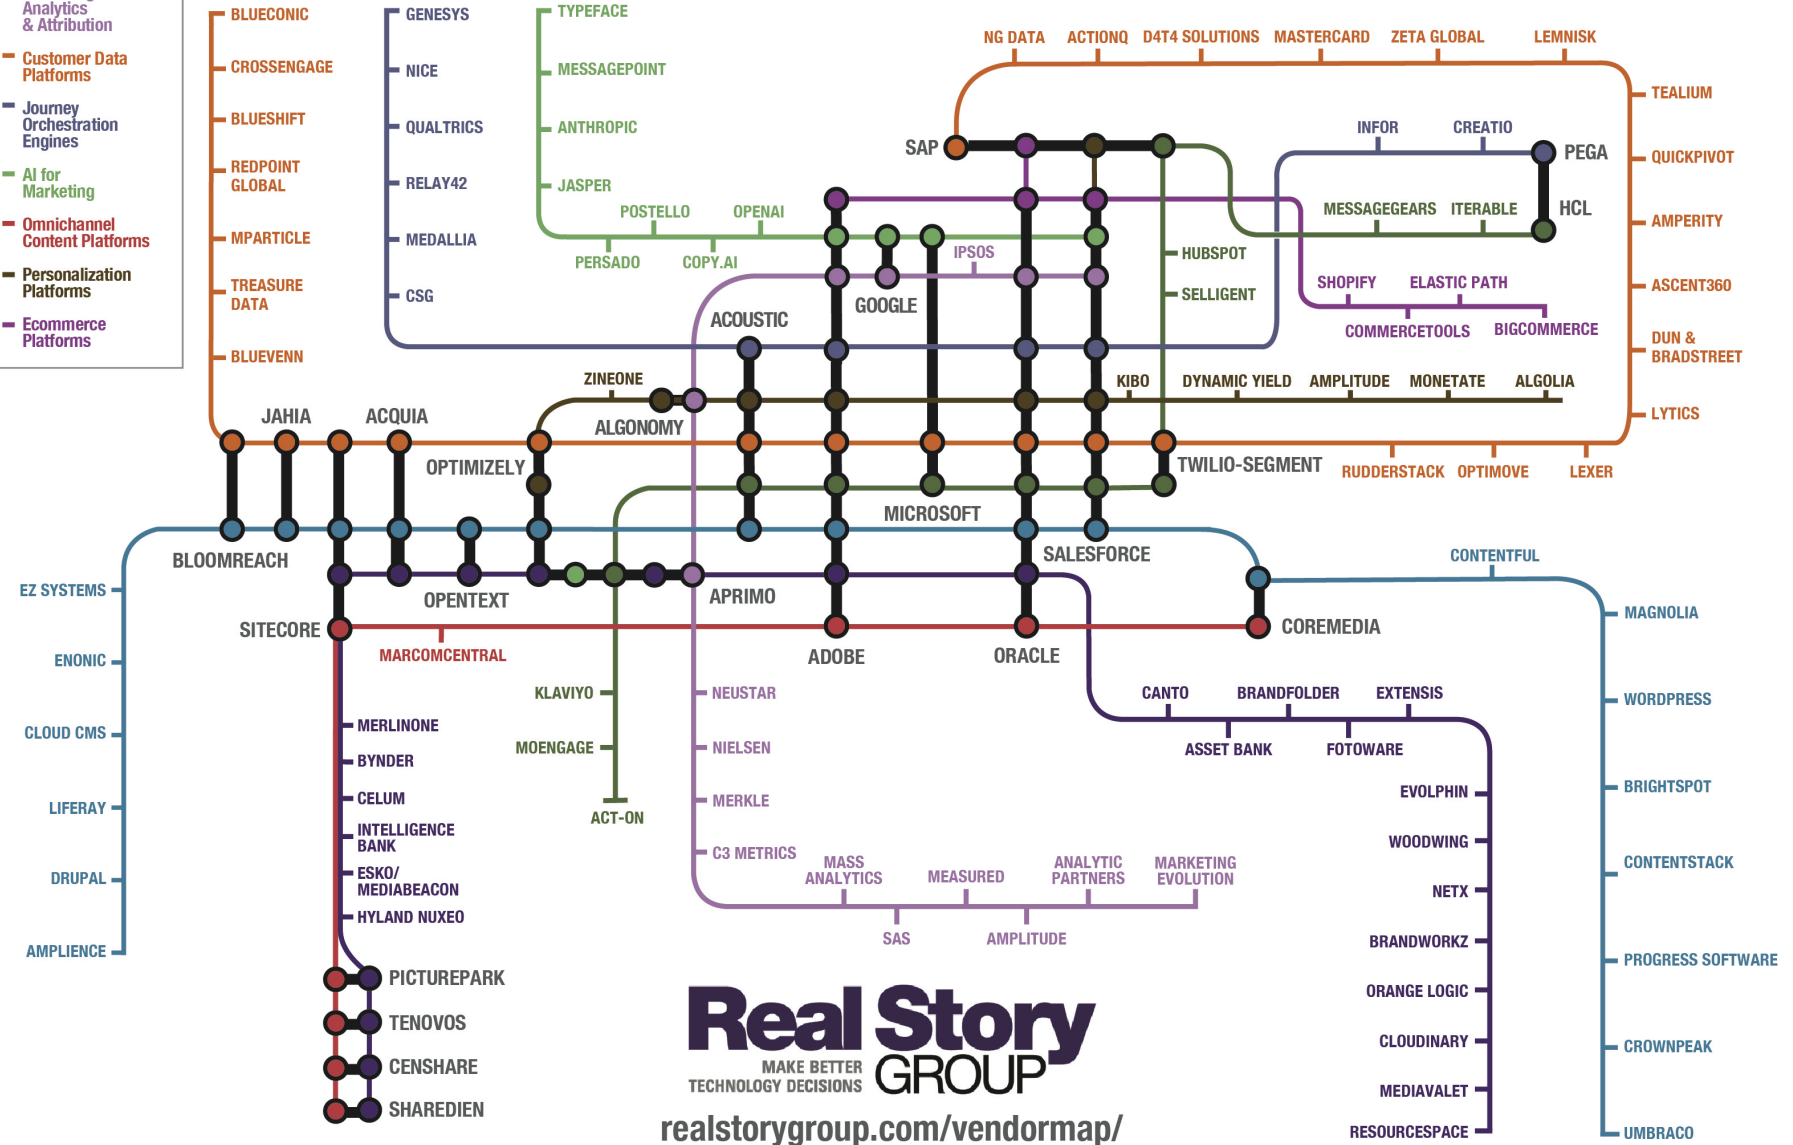 Analytics
& Attribution
Customer Data
Platforms
Journey
Orchestration
Engines
AI for
Marketing
Omnichannel
Content Platforms
Personalization
Platforms
Ecommerce
Platforms
BLUECONIC
CROSSENGAGE
BLUESHIFT
REDPOINT
GLOBAL
MPARTICLE
TREASURE
DATA
BLUEVENN
GENESYS
NICE
QUALTRICS
RELAY42
MEDALLIA
CSG
TYPEFACE
MESSAGEPOINT
ANTHROPIC
JASPER
POSTELLO
OPENAI
PERSADO
COPY.AI
NG DATA
ACTIONIQ
D4T4 SOLUTIONS
MASTERCARD
ZETA GLOBAL
LEMNISK
TEALIUM
QUICKPIVOT
AMPERITY
ASCENT360
DUN &
BRADSTREET
LYTICS
SAP
INFOR
CREATIO
PEGA
MESSAGEGEARS
ITERABLE
HCL
HUBSPOT
SELLIGENT
IPSOS
GOOGLE
SHOPIFY
ELASTIC PATH
COMMERCETOOLS
BIGCOMMERCE
ACOUSTIC
ZINEONE
ALGONOMY
KIBO
DYNAMIC YIELD
AMPLITUDE
MONETATE
ALGOLIA
JAHIA
ACQUIA
OPTIMIZELY
TWILIO-SEGMENT
RUDDERSTACK
OPTIMOVE
LEXER
MICROSOFT
BLOOMREACH
SALESFORCE
CONTENTFUL
OPENTEXT
APRIMO
SITECORE
MARCOMCENTRAL
ADOBE
ORACLE
COREMEDIA
EZ SYSTEMS
ENONIC
CLOUD CMS
LIFERAY
DRUPAL
AMPLIENCE
MERLINONE
BYNDER
CELUM
INTELLIGENCE
BANK
ESKO/
MEDIABEACON
HYLAND NUXEO
PICTUREPARK
TENOVOS
CENSHARE
SHAREDIEN
KLAVIYO
MOENGAGE
ACT-ON
NEUSTAR
NIELSEN
MERKLE
C3 METRICS
MASS
ANALYTICS
MEASURED
ANALYTIC
PARTNERS
MARKETING
EVOLUTION
SAS
AMPLITUDE
CANTO
BRANDFOLDER
EXTENSIS
ASSET BANK
FOTOWARE
EVOLPHIN
WOODWING
NETX
BRANDWORKZ
ORANGE LOGIC
CLOUDINARY
MEDIAVALET
RESOURCESPACE
MAGNOLIA
WORDPRESS
BRIGHTSPOT
CONTENTSTACK
PROGRESS SOFTWARE
CROWNPEAK
UMBRACO
Real Story
GROUP
MAKE BETTER
TECHNOLOGY DECISIONS
realstorygroup.com/vendormap/